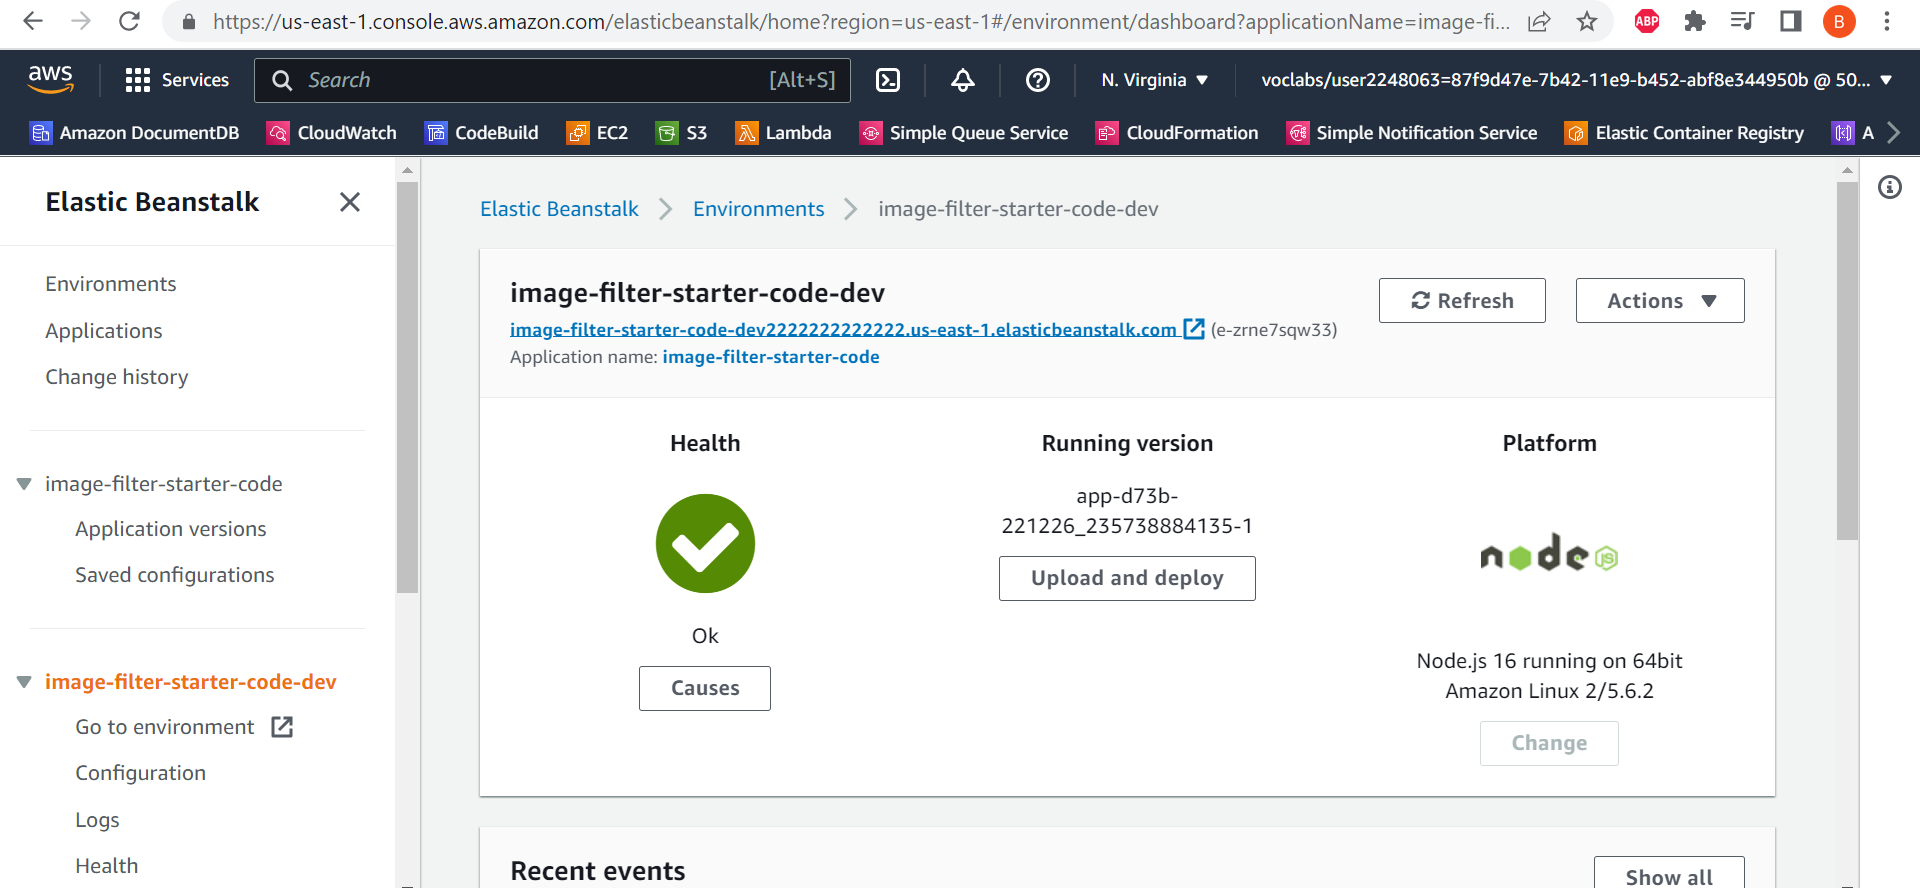 https://us-east-1.console.aws.amazon.com/elasticbeanstalk/home?region=us-east-1#/environment/dashboard?applicationName=image-fi...
ABP
B
aws
Services
Search
[Alt+S]
N. Virginia
voclabs/user2248063=87f9d47e-7b42-11e9-b452-abf8e344950b @ 50...
Amazon DocumentDB
CloudWatch
CodeBuild
EC2
S3
Lambda
Simple Queue Service
CloudFormation
Simple Notification Service
Elastic Container Registry
A
Elastic Beanstalk
Environments
Applications
Change history
image-filter-starter-code
Application versions
Saved configurations
image-filter-starter-code-dev
Go to environment
Configuration
Logs
Health
Elastic Beanstalk
Environments
image-filter-starter-code-dev
image-filter-starter-code-dev
image-filter-starter-code-dev2222222222222.us-east-1.elasticbeanstalk.com (e-zrne7sqw33)
Application name: image-filter-starter-code
Refresh
Actions
Health
Ok
Causes
Running version
app-d73b-
221226_235738884135-1
Upload and deploy
Platform
node JS
Node.js 16 running on 64bit
Amazon Linux 2/5.6.2
Change
Recent events
Show all